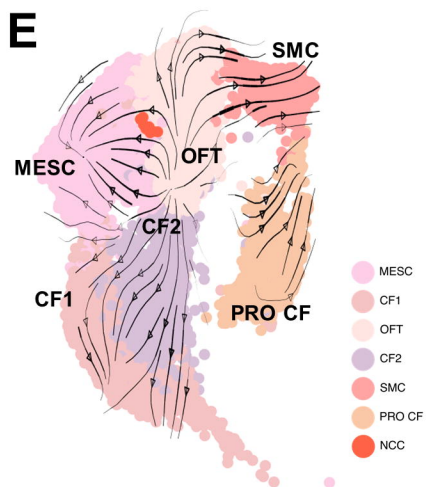 E
SMC
OFT
MESC
CF2
CF1
PRO CF
MESC
CF1
OFT
CF2
SMC
PRO CF
NCC